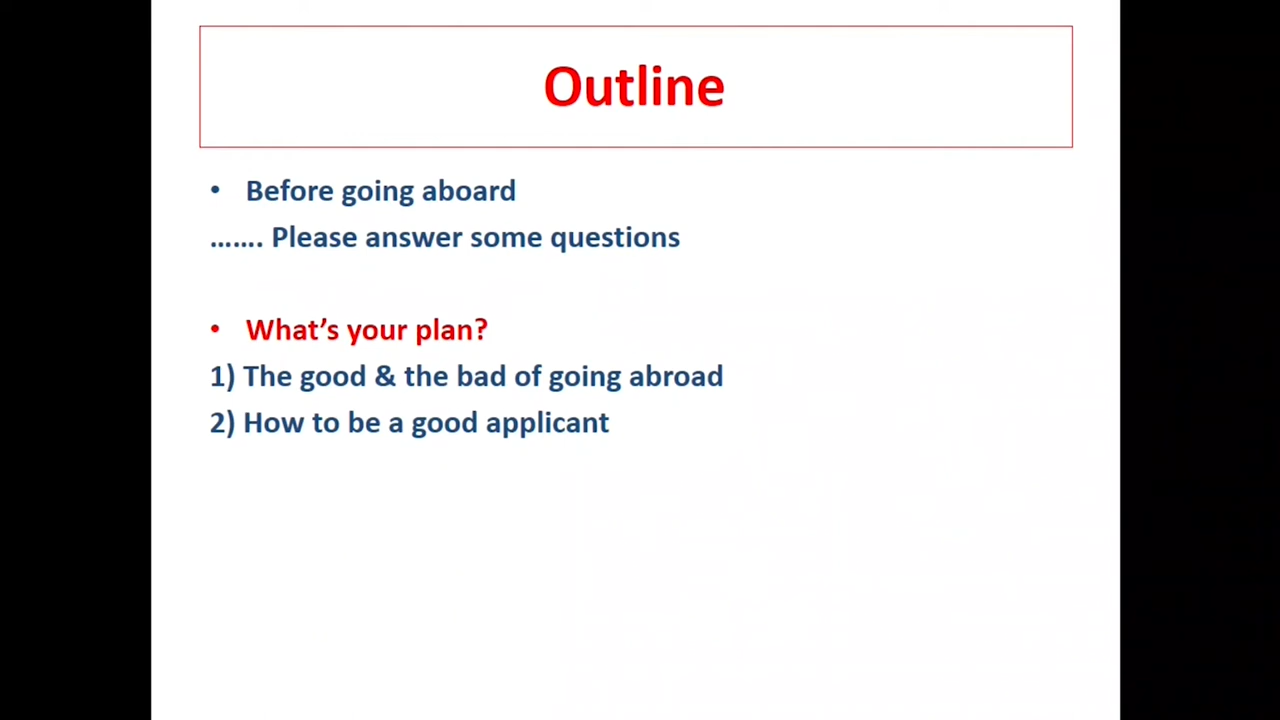 Outline
• Before going aboard
……. Please answer some questions
• What’s your plan?
1) The good & the bad of going abroad
2) How to be a good applicant